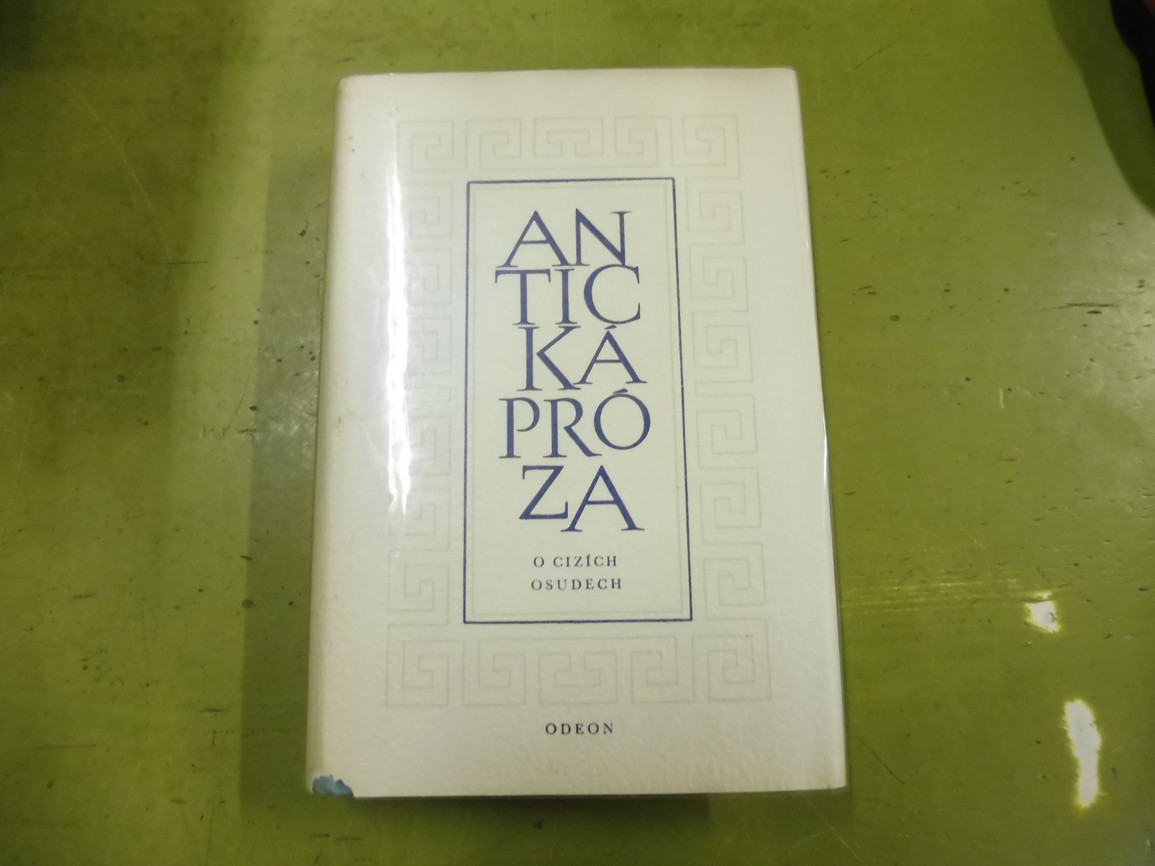 AN
TIC
KÁ
PRÓ
ZA
O CIZÍCH
OSUDECH
ODEON